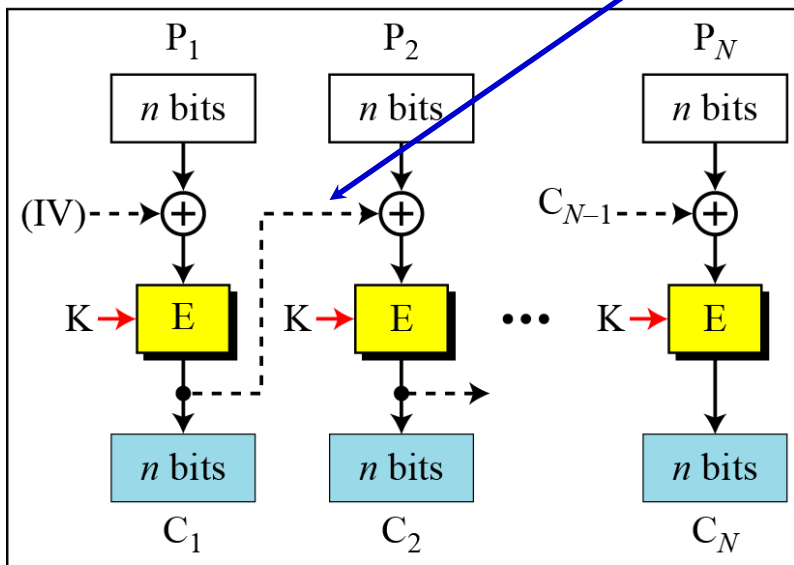 P1 P2 PN
n bits n bits n bits
(IV) + + CN–1 +
K E K E ••• K E
n bits n bits n bits
C1 C2 CN